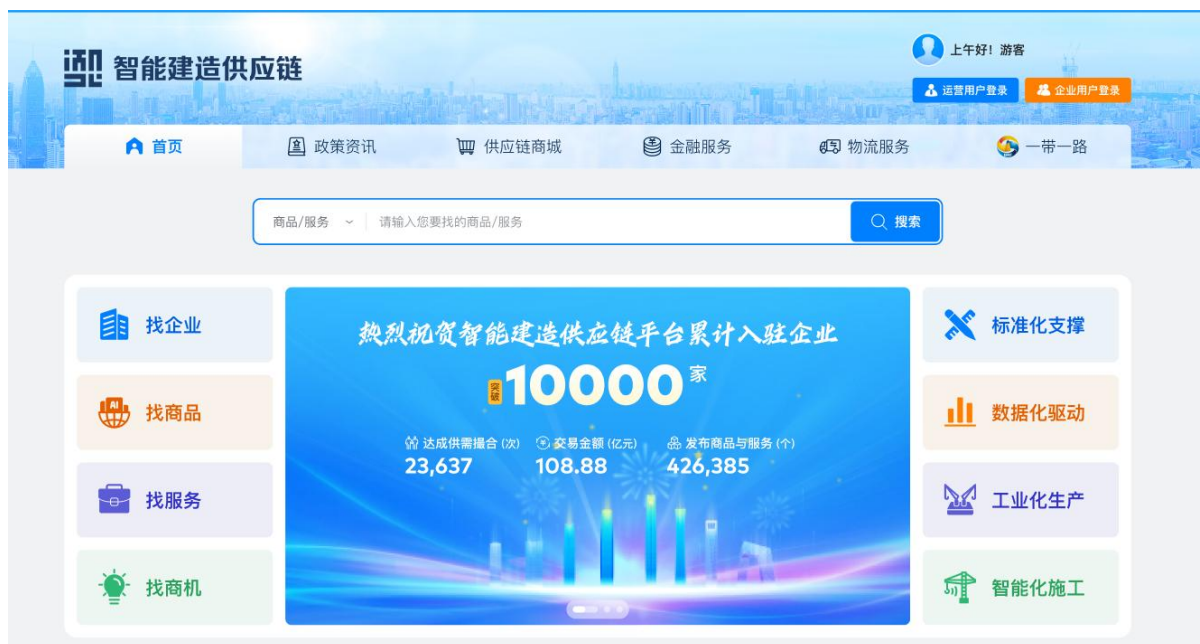 智能建造供应链
上午好！游客
运营用户登录
企业用户登录
首页
政策资讯
供应链商城
金融服务
物流服务
一带一路
商品/服务
请输入您要找的商品/服务
搜索
找企业
找商品
AI
找服务
找商机
热烈祝贺智能建造供应链平台累计入驻企业
突破10000家
达成供需撮合(次)
23,637
交易金额(亿元)
108.88
发布商品与服务(个)
426,385
标准化支撑
数据化驱动
工业化生产
智能化施工